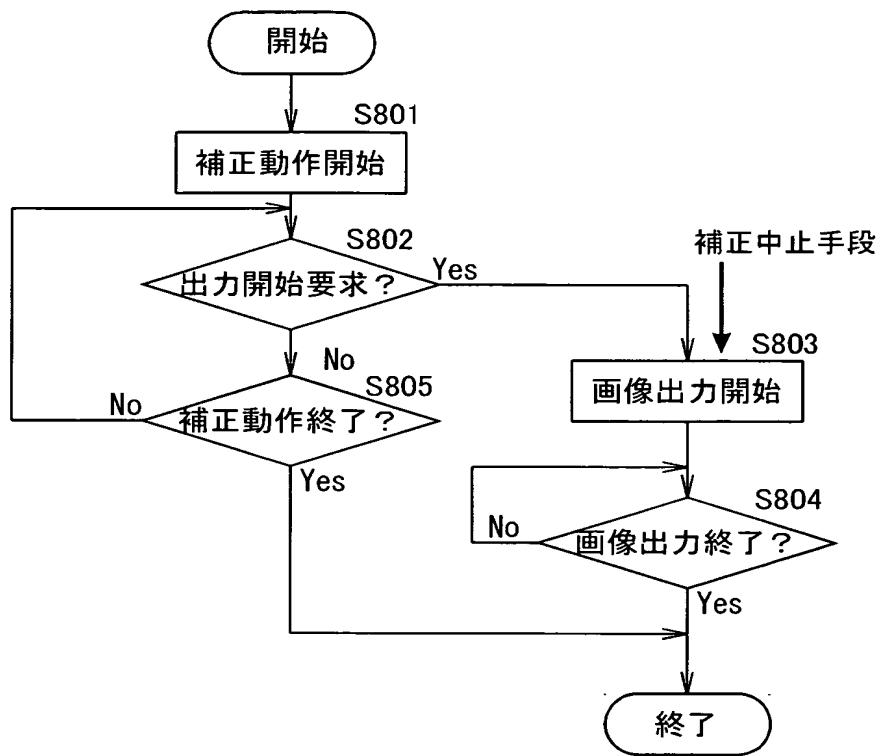 開始
S801
補正動作開始
S802
出力開始要求?
Yes
補正中止手段
No
S803
画像出力開始
S805
補正動作終了?
No
Yes
S804
画像出力終了?
No
Yes
終了